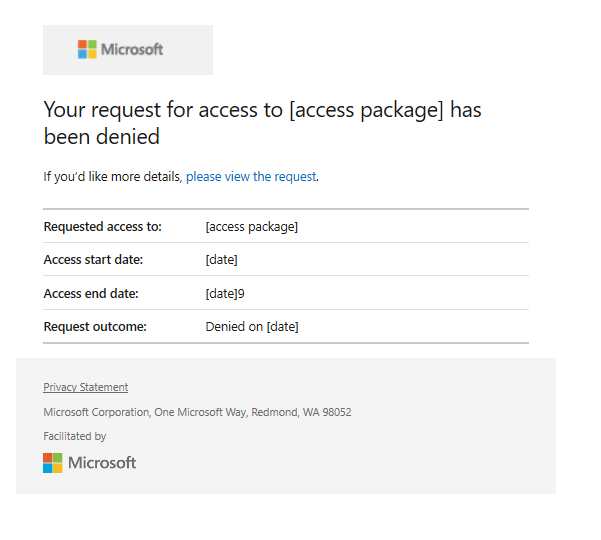 Microsoft
Your request for access to [access package] has
been denied
If you'd like more details, please view the request.
Requested access to: [access package]
Access start date: [date]
Access end date: [date]9
Request outcome: Denied on [date]
Privacy Statement
Microsoft Corporation, One Microsoft Way, Redmond, WA 98052
Facilitated by
Microsoft